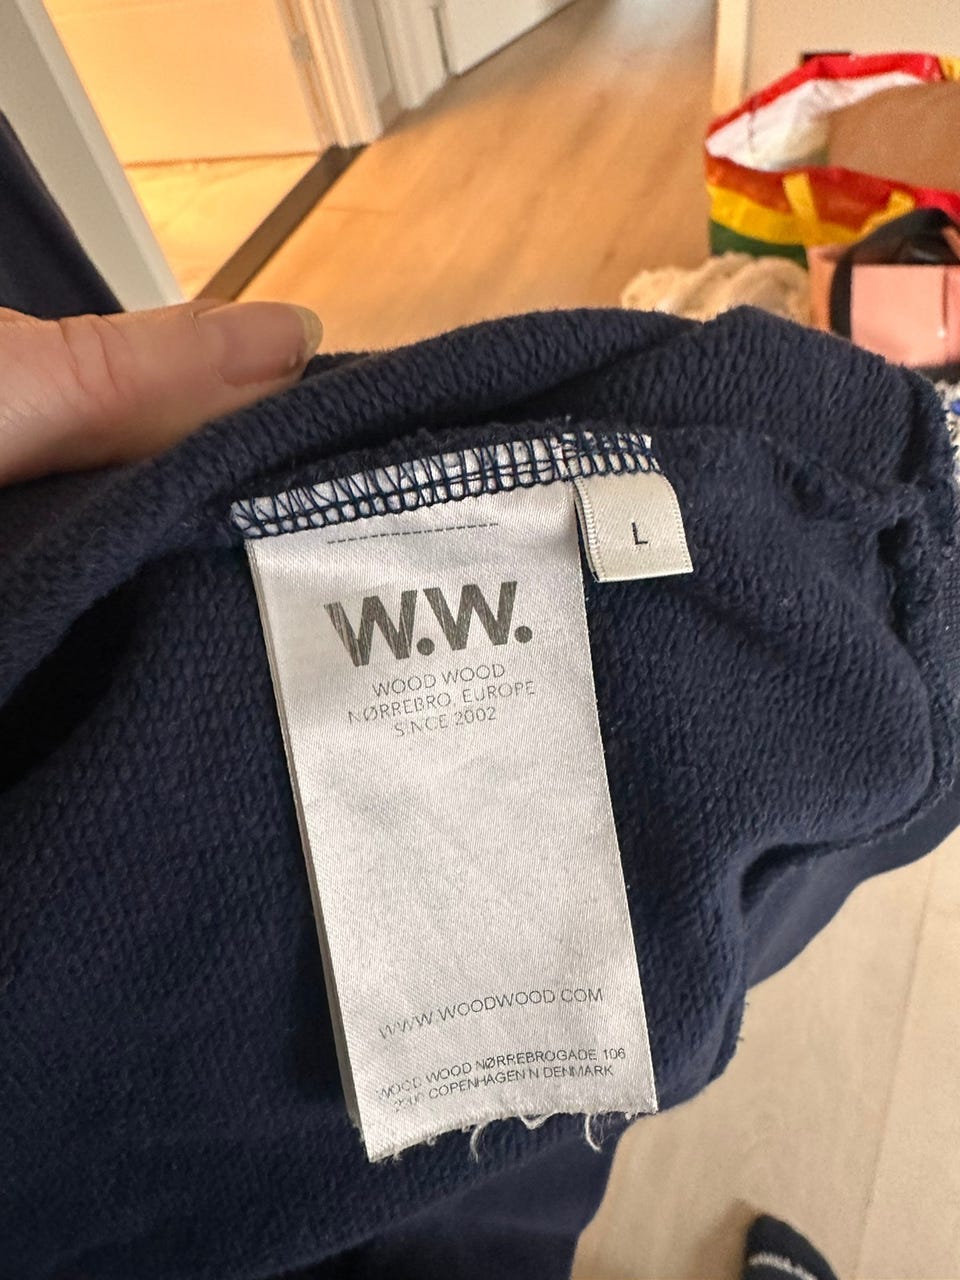 L
W.W.
WOOD WOOD
NØRREBRO, EUROPE
SINCE 2002
WWW.WOODWOOD.COM
WOOD WOOD NØRREBROGADE 106
COPENHAGEN N DENMARK